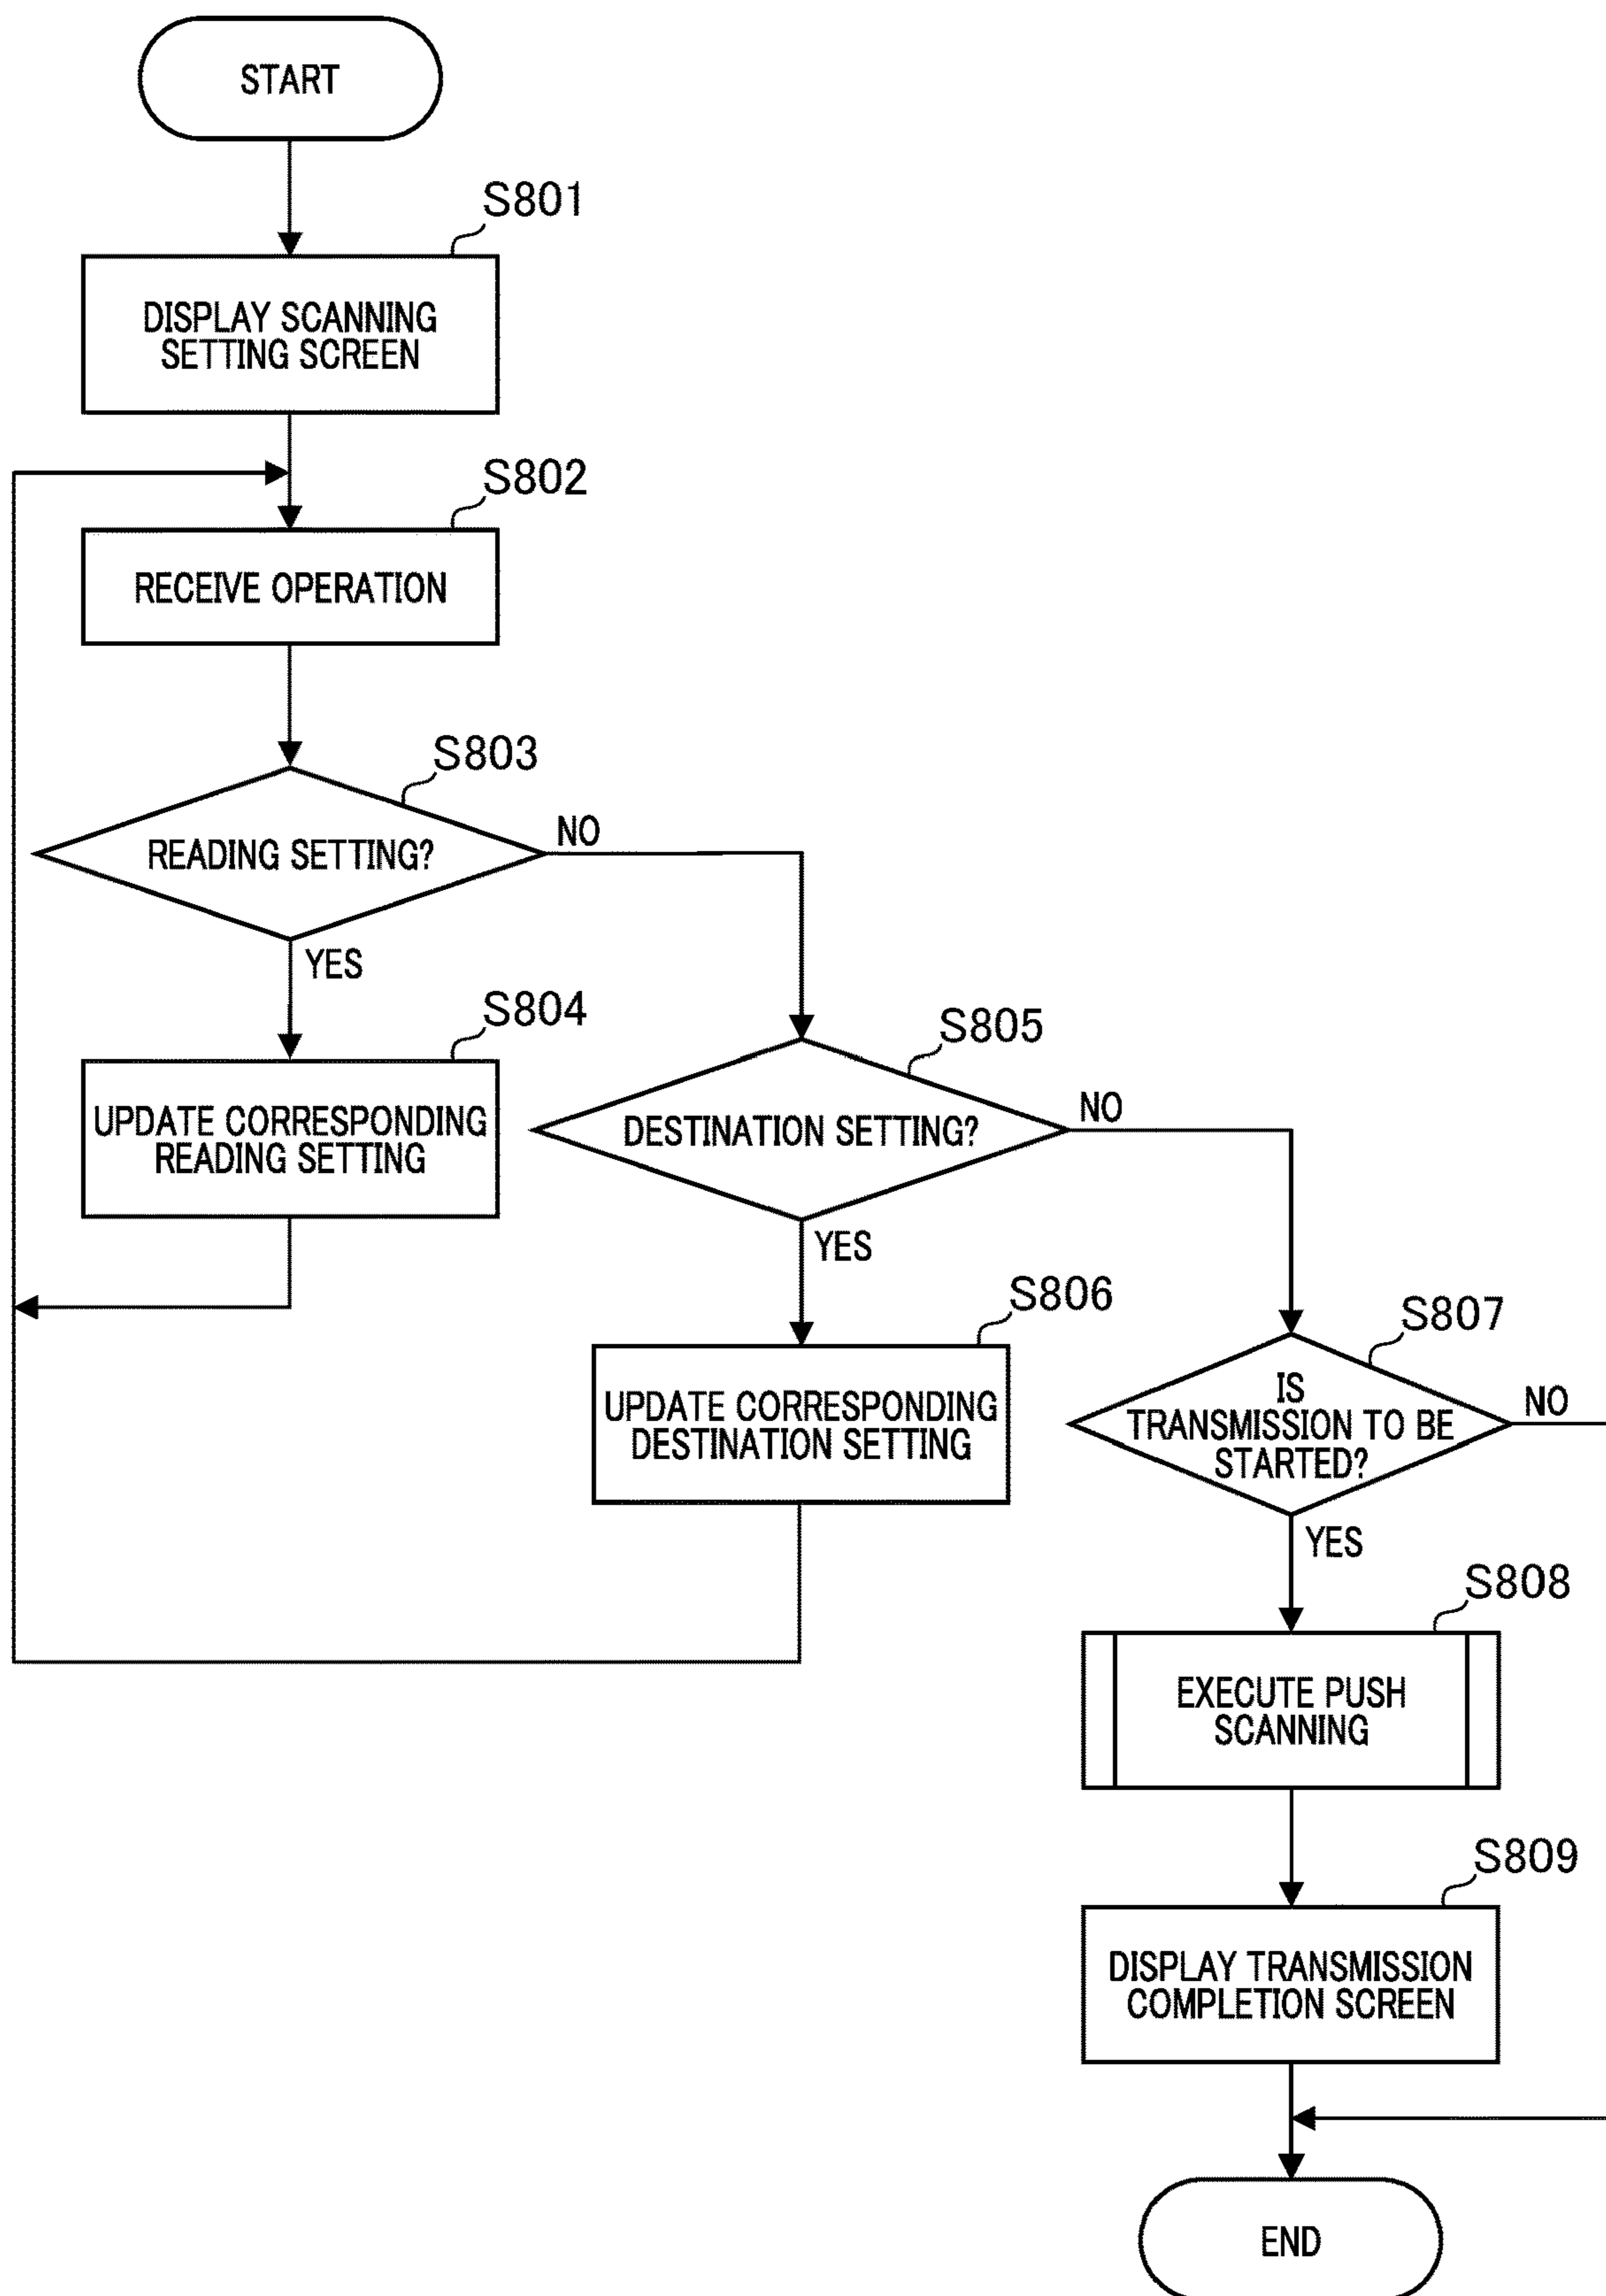 START
S801
DISPLAY SCANNING
SETTING SCREEN
S802
RECEIVE OPERATION
S803
READING SETTING?
NO
YES
S804
UPDATE CORRESPONDING
READING SETTING
S805
DESTINATION SETTING?
NO
YES
S806
UPDATE CORRESPONDING
DESTINATION SETTING
S807
IS
TRANSMISSION TO BE
STARTED?
NO
YES
S808
EXECUTE PUSH
SCANNING
S809
DISPLAY TRANSMISSION
COMPLETION SCREEN
END